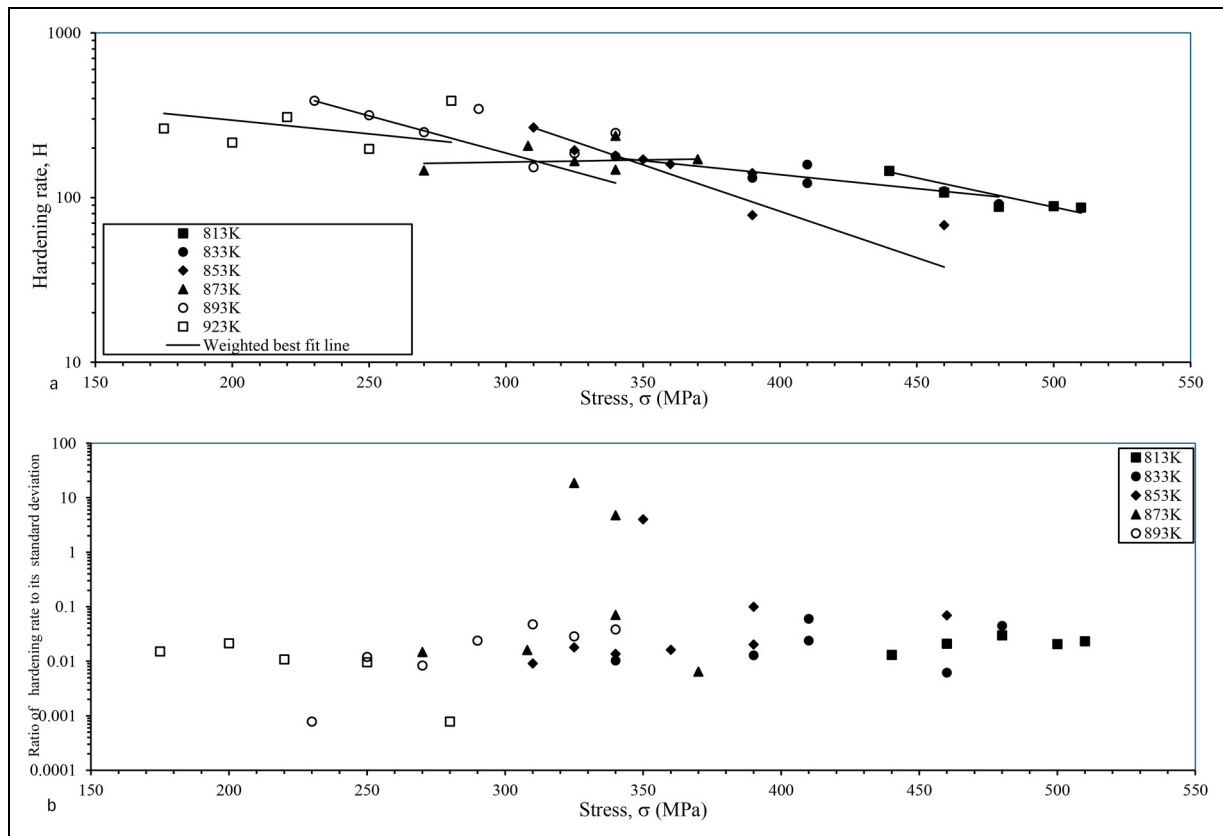 1000
100
10
Hardening rate, H
813K
833K
853K
873K
893K
923K
Weighted best fit line
150 200 250 300 350 400 450 500 550
a
Stress, σ (MPa)
100
10
1
0.1
0.01
0.001
0.0001
Ratio of hardening rate to its standard deviation
813K
833K
853K
873K
893K
150 200 250 300 350 400 450 500 550
b
Stress, σ (MPa)